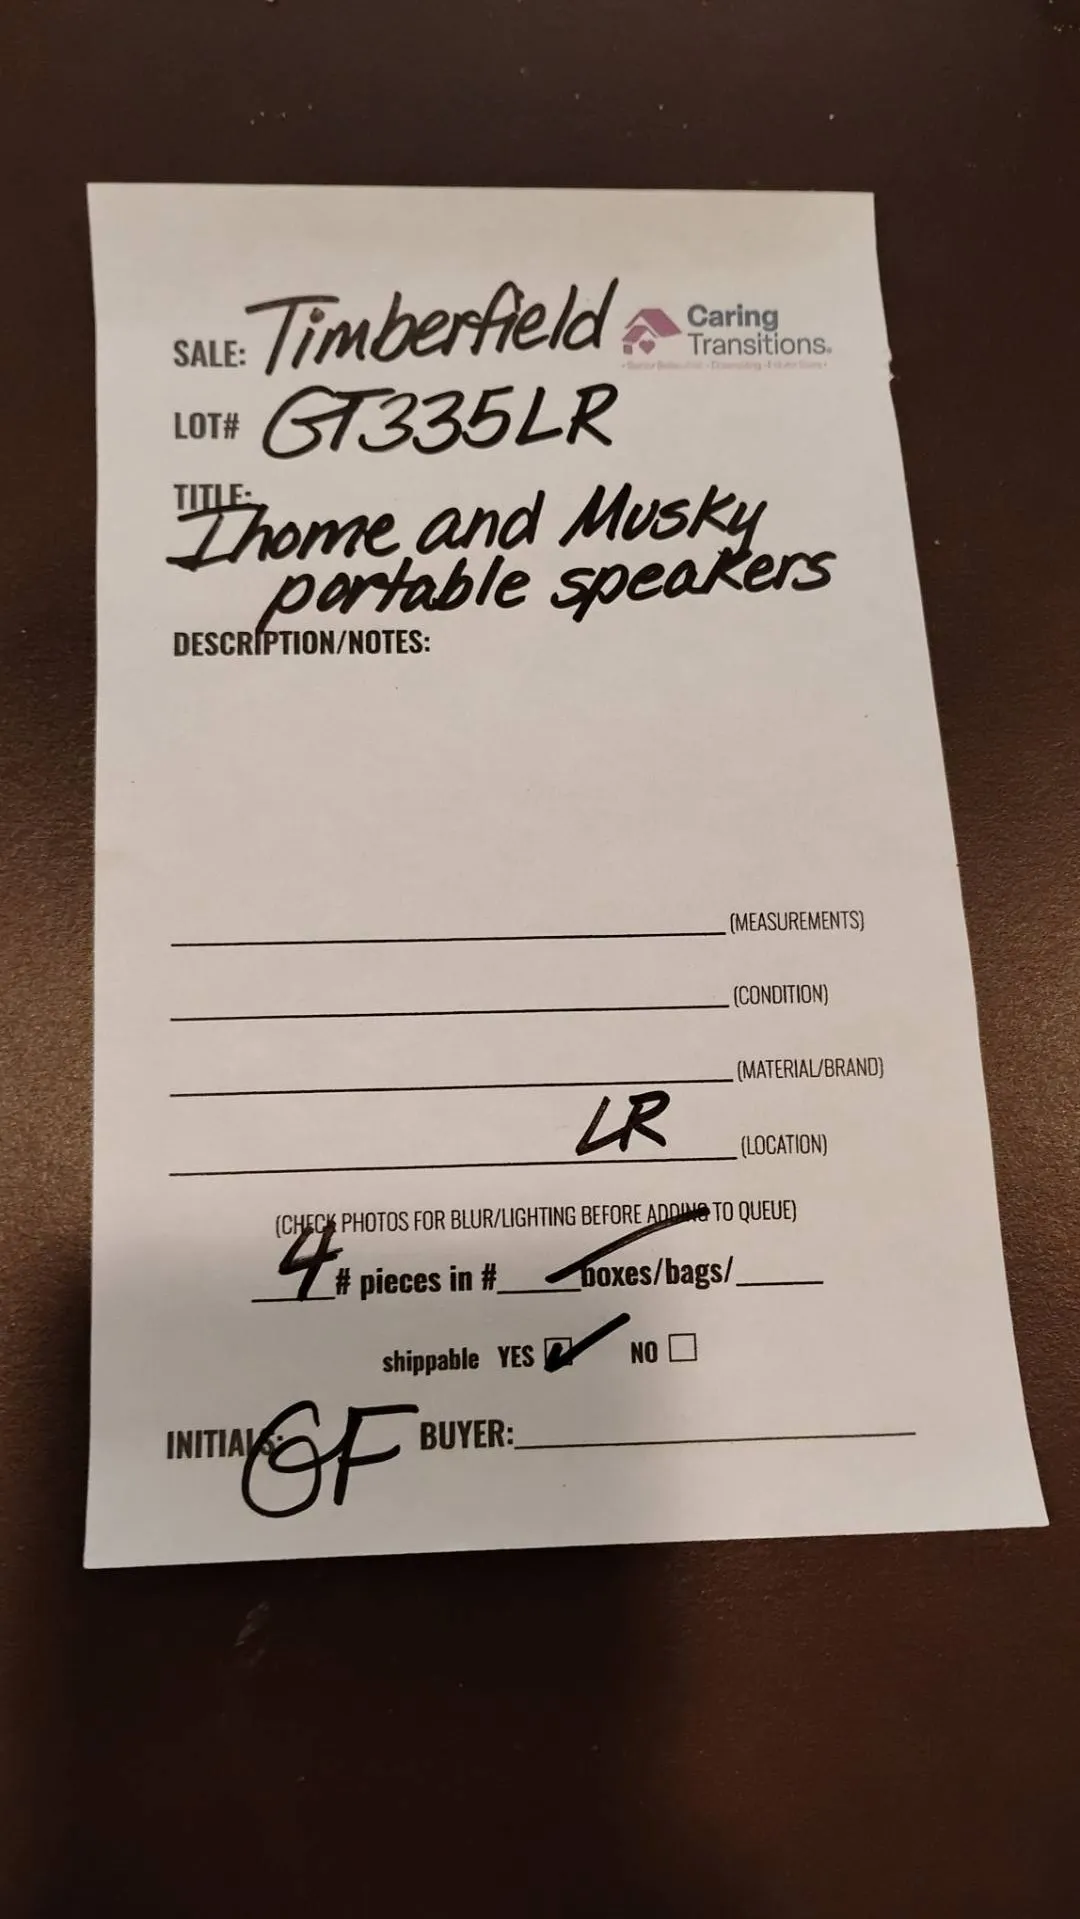 SALE: Timberfield
Caring
Transitions.
LOT# GT335LR
TITLE: Ihome and Musky
portable speakers
DESCRIPTION/NOTES:
(MEASUREMENTS)
(CONDITION)
(MATERIAL/BRAND)
LR (LOCATION)
(CHECK PHOTOS FOR BLUR/LIGHTING BEFORE ADDING TO QUEUE)
4 # pieces in # boxes/bags/
shippable YES NO
INITIALS: GF BUYER: